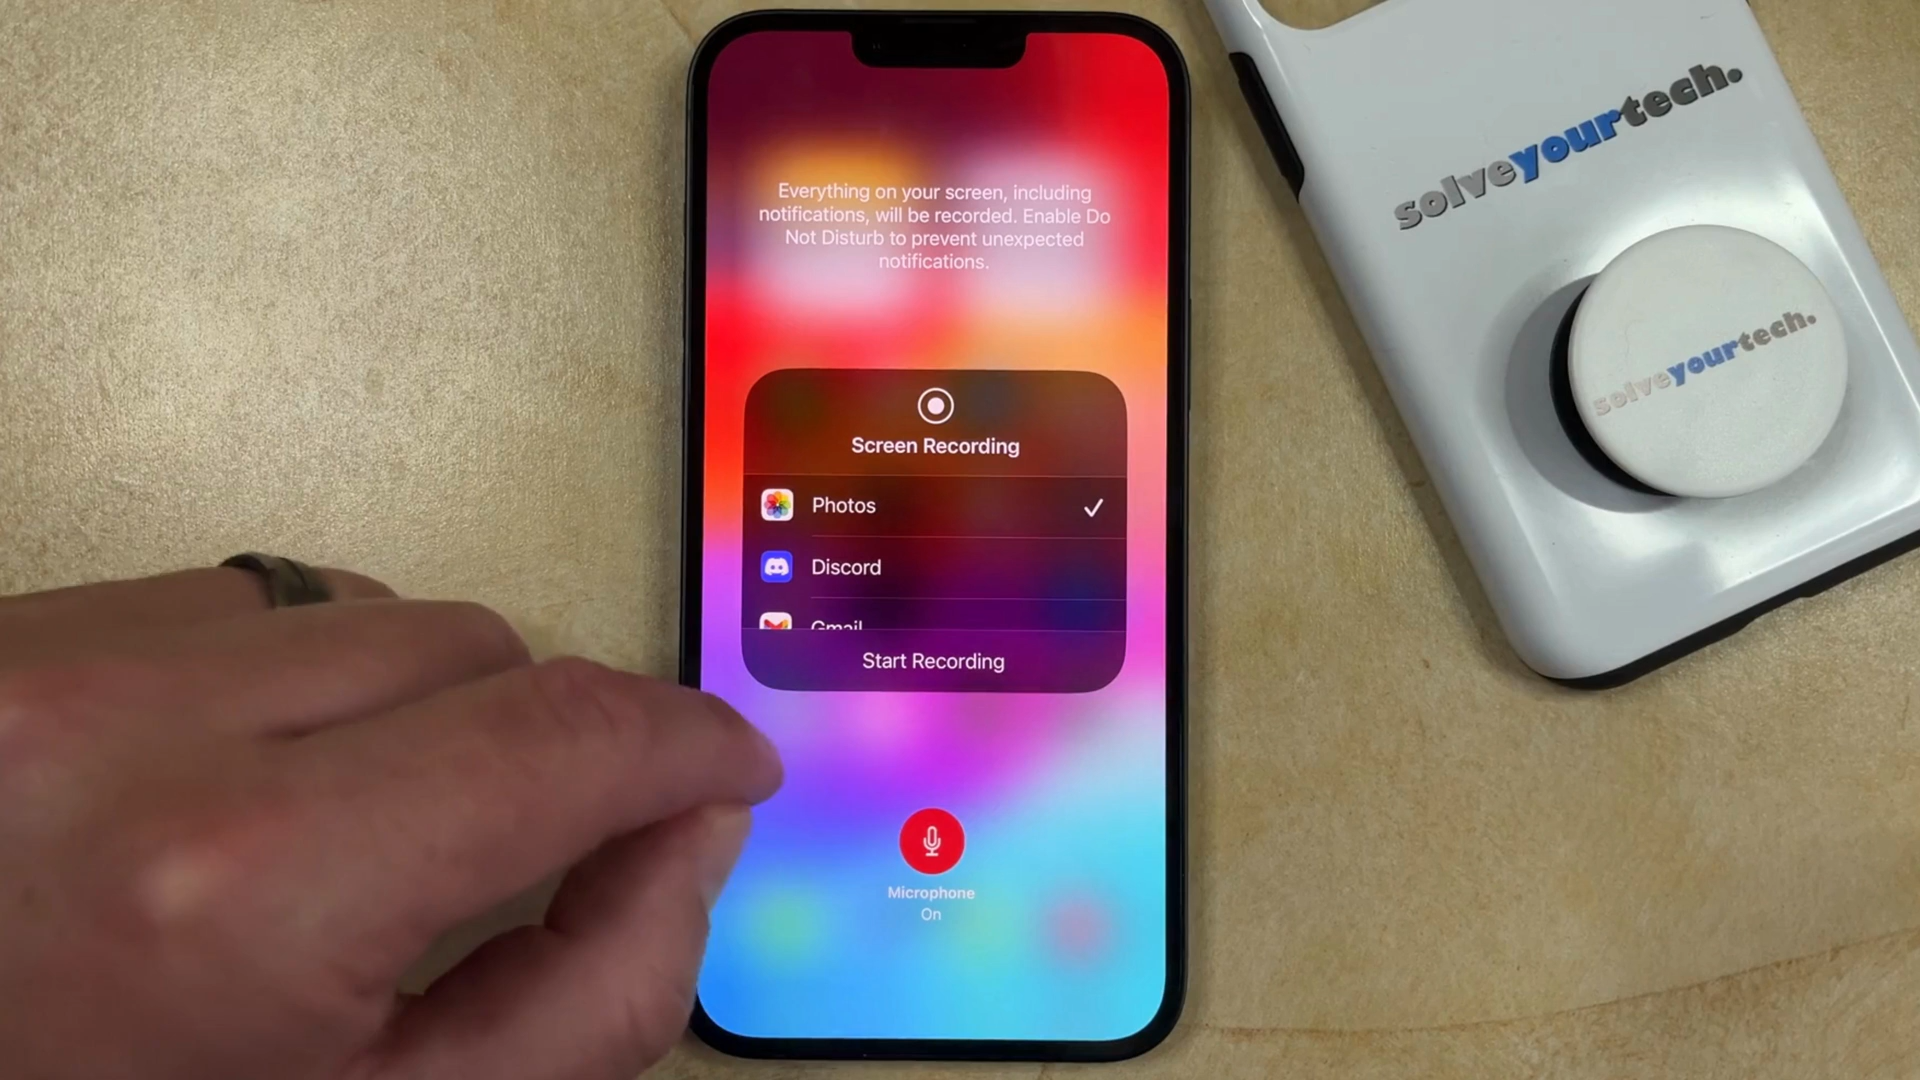 Everything on your screen, including
notifications, will be recorded. Enable Do
Not Disturb to prevent unexpected
notifications.
Screen Recording
Photos
Discord
Gmail
Start Recording
Microphone
On
solveyourtech.
solveyourtech.